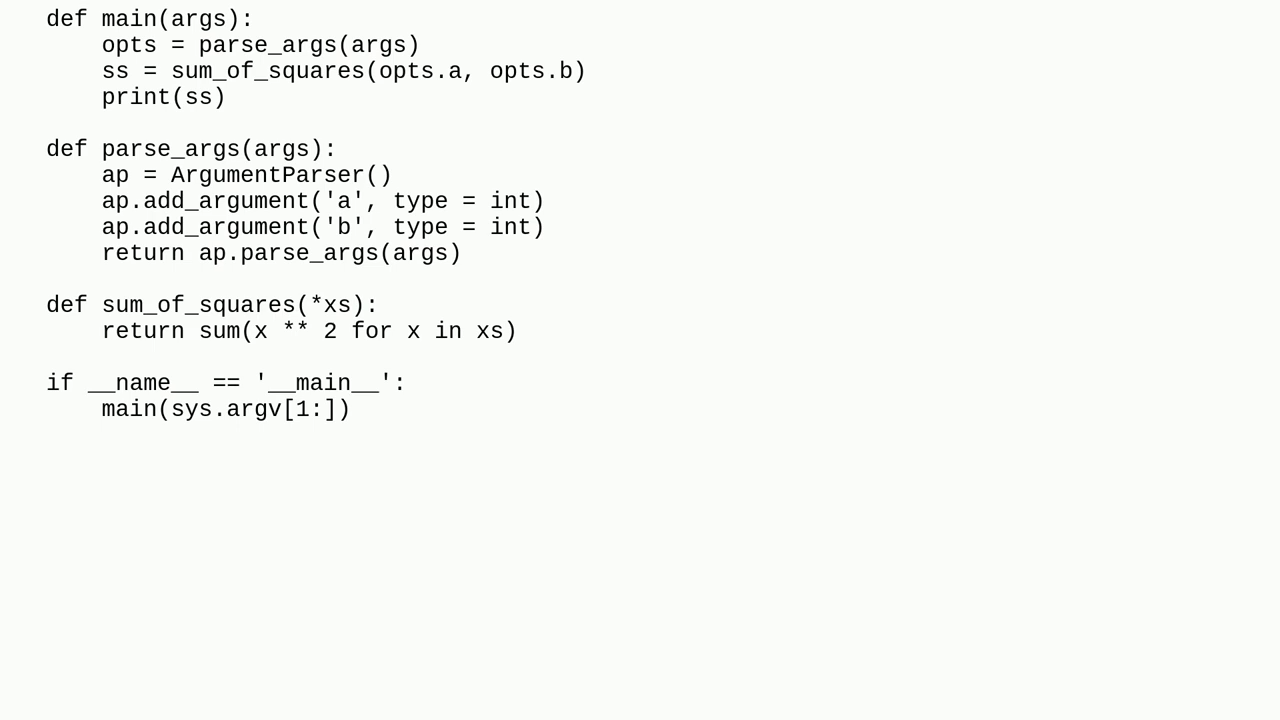 def main(args):
    opts = parse_args(args)
    ss = sum_of_squares(opts.a, opts.b)
    print(ss)

def parse_args(args):
    ap = ArgumentParser()
    ap.add_argument('a', type = int)
    ap.add_argument('b', type = int)
    return ap.parse_args(args)

def sum_of_squares(*xs):
    return sum(x ** 2 for x in xs)

if __name__ == '__main__':
    main(sys.argv[1:])